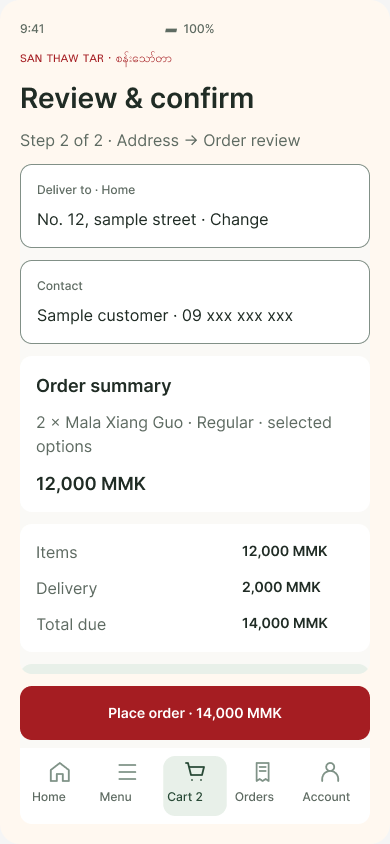 9:41
100%
SAN THAW TAR · စန်းသော်တာ
Review & confirm
Step 2 of 2 · Address → Order review
Deliver to · Home
No. 12, sample street · Change
Contact
Sample customer · 09 xxx xxx xxx
Order summary
2 × Mala Xiang Guo · Regular · selected
options
12,000 MMK
Items 12,000 MMK
Delivery 2,000 MMK
Total due 14,000 MMK
Place order · 14,000 MMK
Home Menu Cart 2 Orders Account